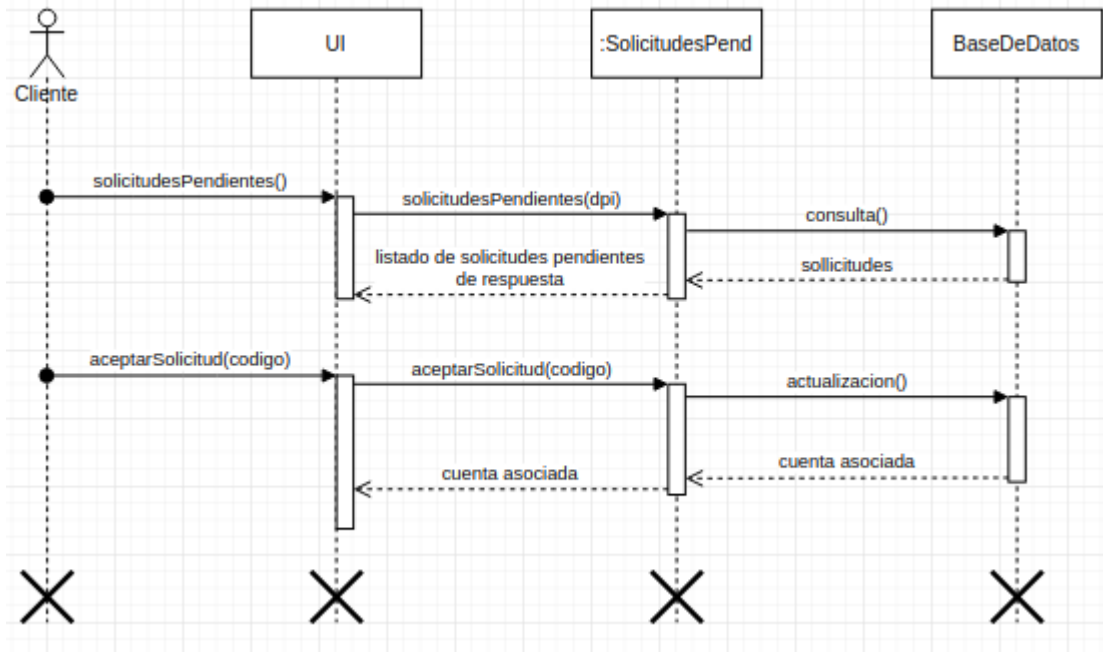 UI
:SolicitudesPend
BaseDeDatos
Cliente
solicitudesPendientes()
solicitudesPendientes(dpi)
consulta()
listado de solicitudes pendientes
de respuesta
sollicitudes
aceptarSolicitud(codigo)
aceptarSolicitud(codigo)
actualizacion()
cuenta asociada
cuenta asociada